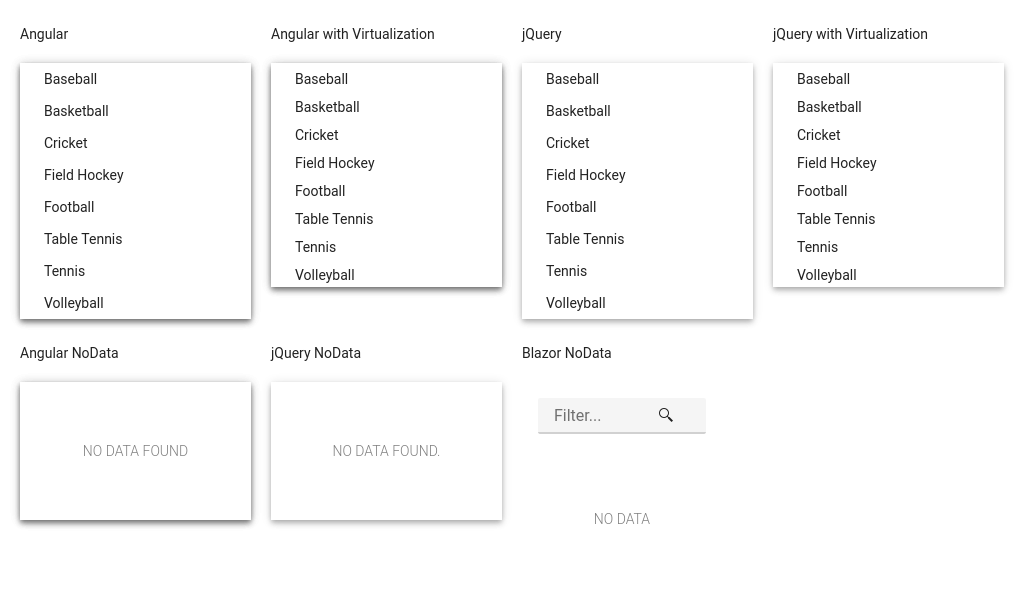 Angular
Baseball
Basketball
Cricket
Field Hockey
Football
Table Tennis
Tennis
Volleyball
Angular with Virtualization
Baseball
Basketball
Cricket
Field Hockey
Football
Table Tennis
Tennis
Volleyball
jQuery
Baseball
Basketball
Cricket
Field Hockey
Football
Table Tennis
Tennis
Volleyball
jQuery with Virtualization
Baseball
Basketball
Cricket
Field Hockey
Football
Table Tennis
Tennis
Volleyball
Angular NoData
NO DATA FOUND
jQuery NoData
NO DATA FOUND.
Blazor NoData
Filter...
NO DATA